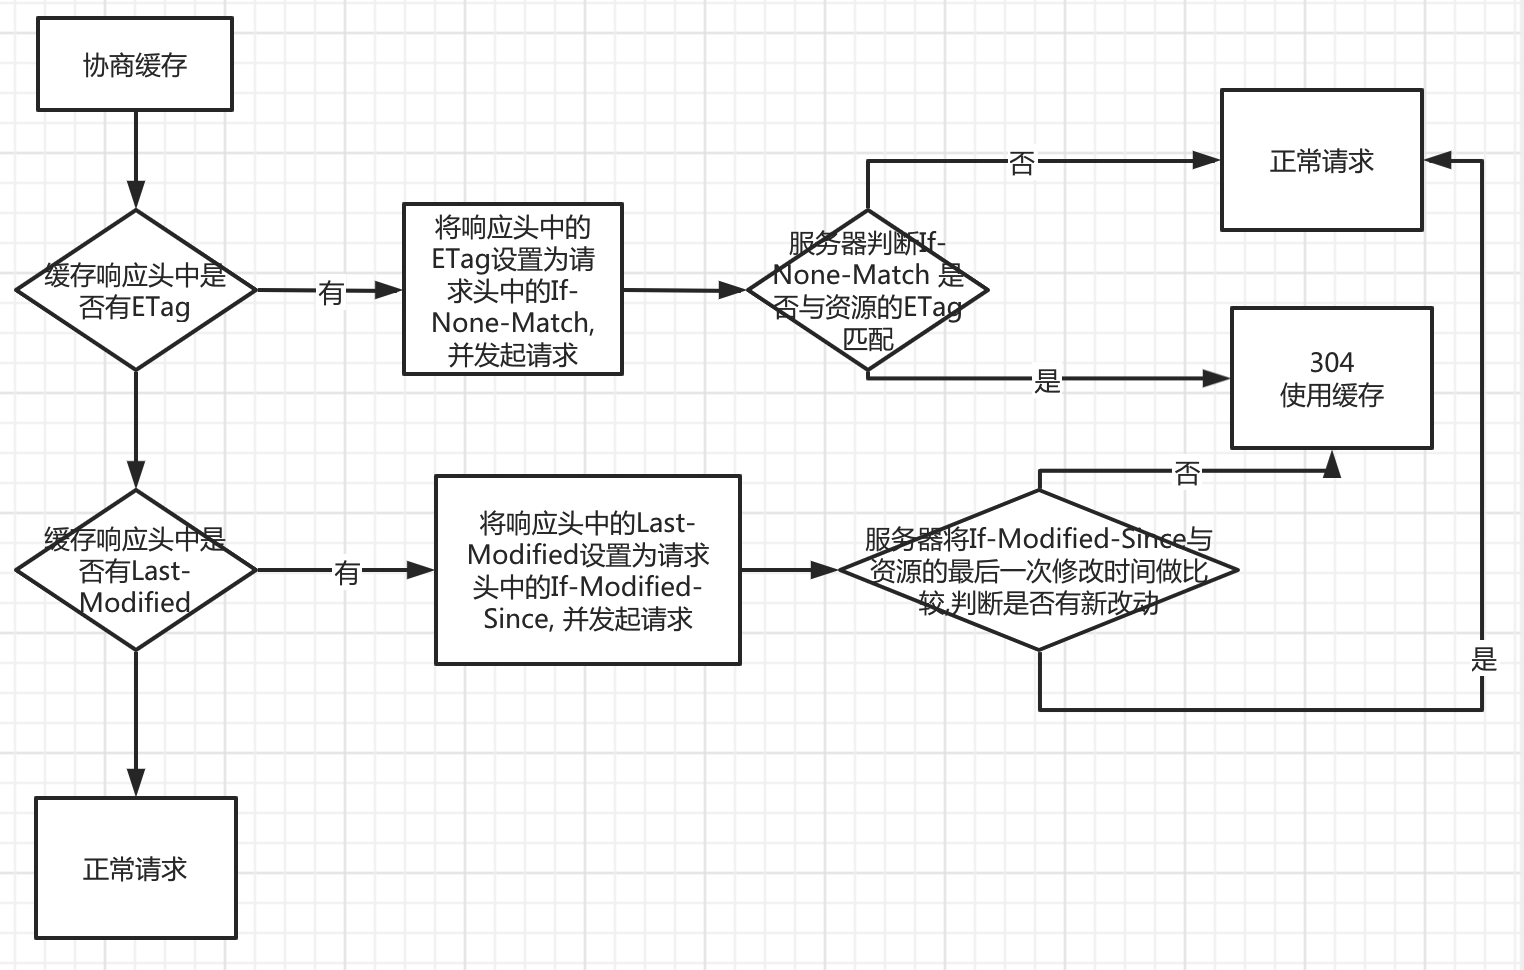 协商缓存
缓存响应头中是
否有ETag
有
将响应头中的
ETag设置为请
求头中的If-
None-Match,
并发起请求
服务器判断If-
None-Match 是
否与资源的ETag
匹配
否
正常请求
是
304
使用缓存
缓存响应头中是
否有Last-
Modified
有
将响应头中的Last-
Modified设置为请求
头中的If-Modified-
Since, 并发起请求
服务器将If-Modified-Since与
资源的最后一次修改时间做比
较,判断是否有新改动
否
是
正常请求